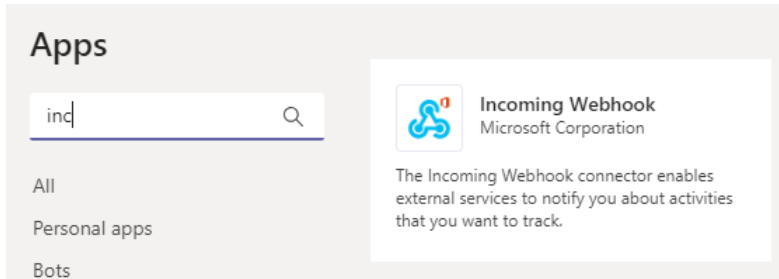 Apps
inc
All
Personal apps
Bots
Incoming Webhook
Microsoft Corporation
The Incoming Webhook connector enables
external services to notify you about activities
that you want to track.